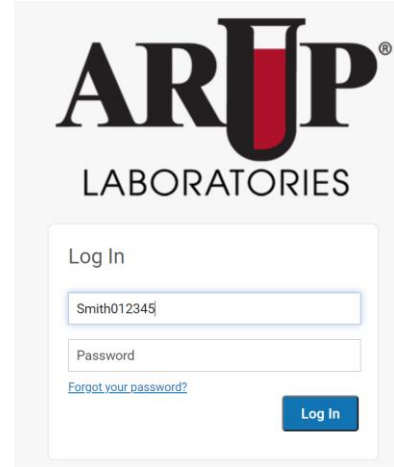 ARUP®
LABORATORIES
Log In
Smith012345
Password
Forgot your password?
Log In